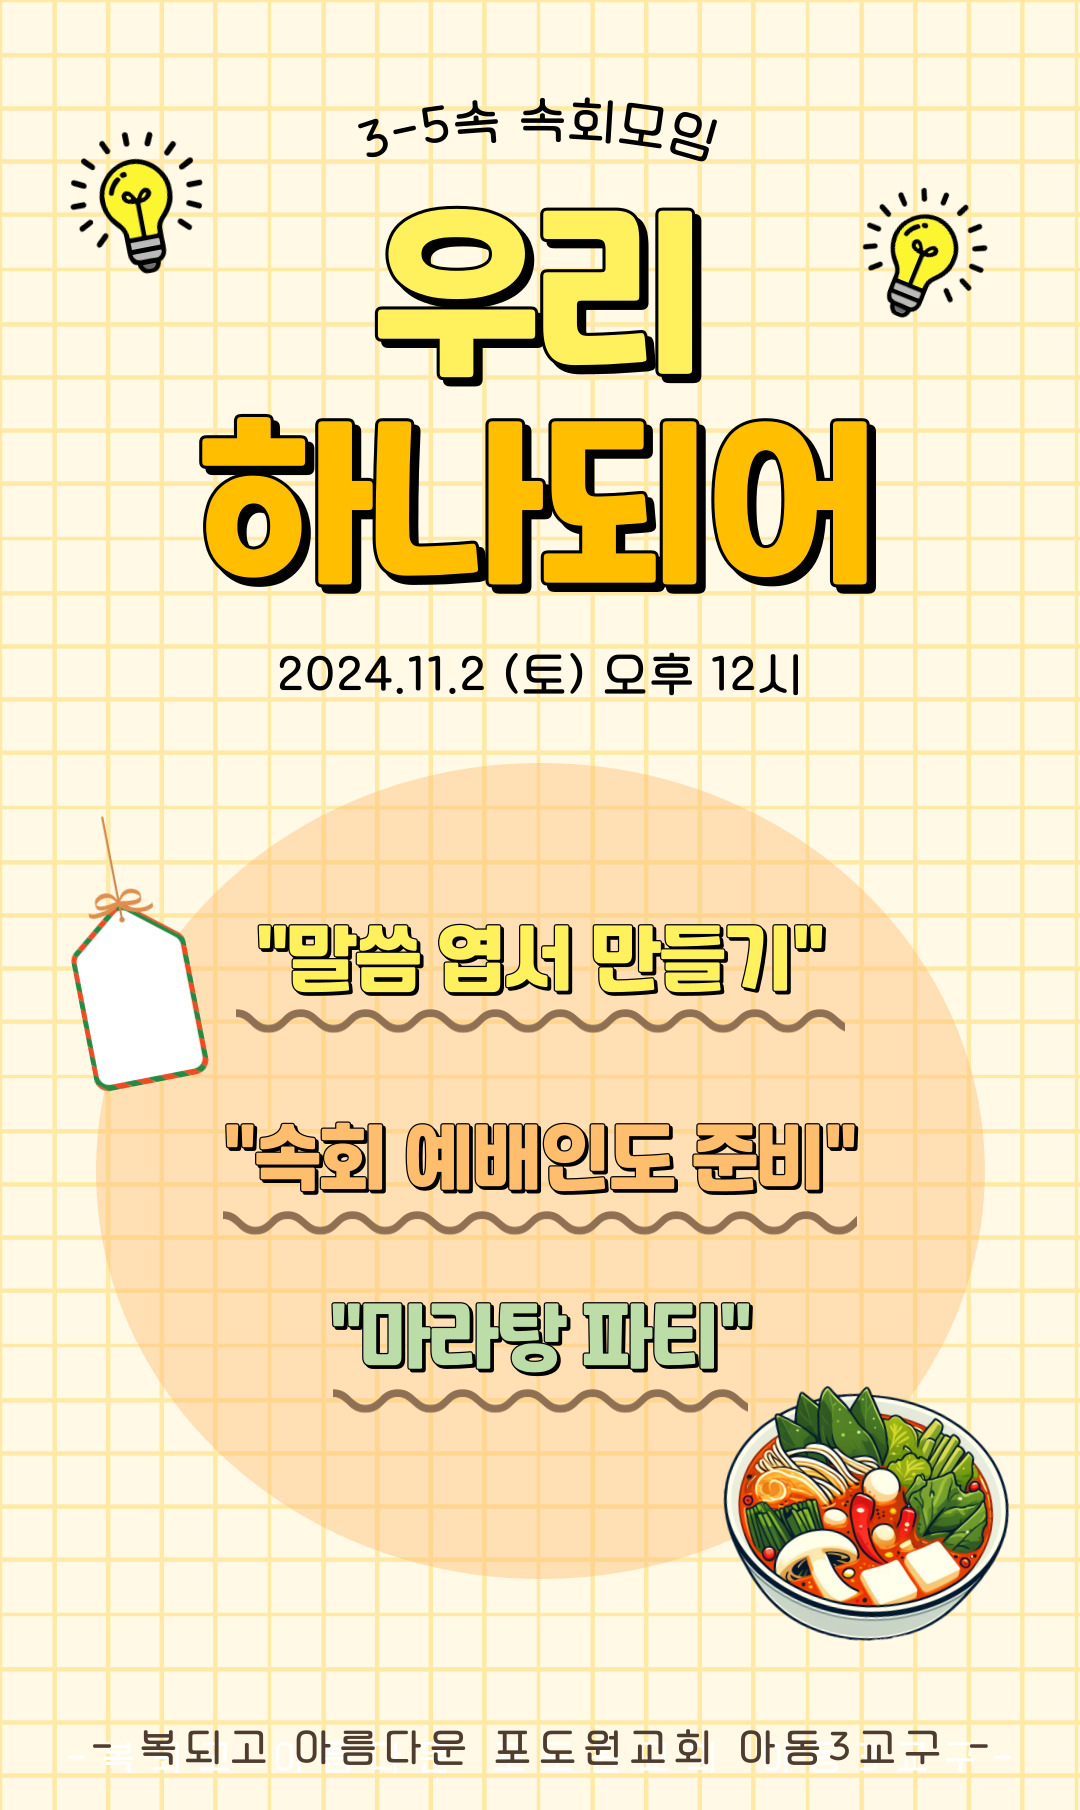 3-5속 속회모임
우리
하나되어
2024.11.2 (토) 오후 12시
"말씀 엽서 만들기"
"속회 예배인도 준비"
"마라탕 파티"
- 복되고 아름다운 포도원교회 아동3교구 -